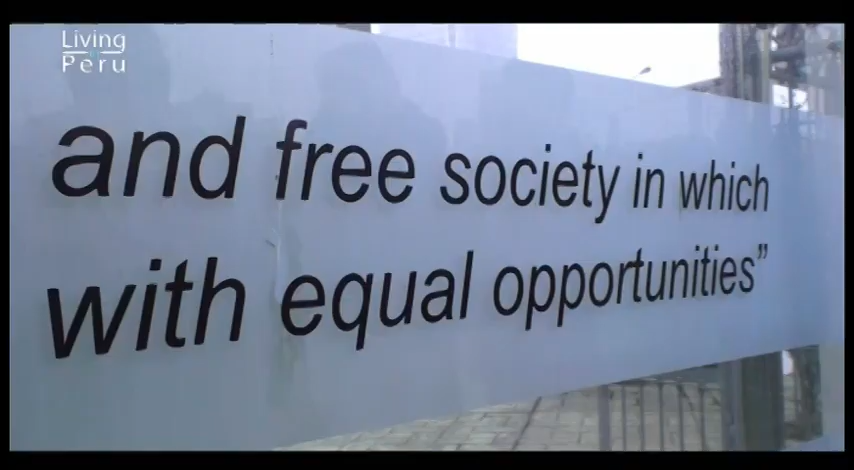 Living
Peru
and free society in which
with equal opportunities”